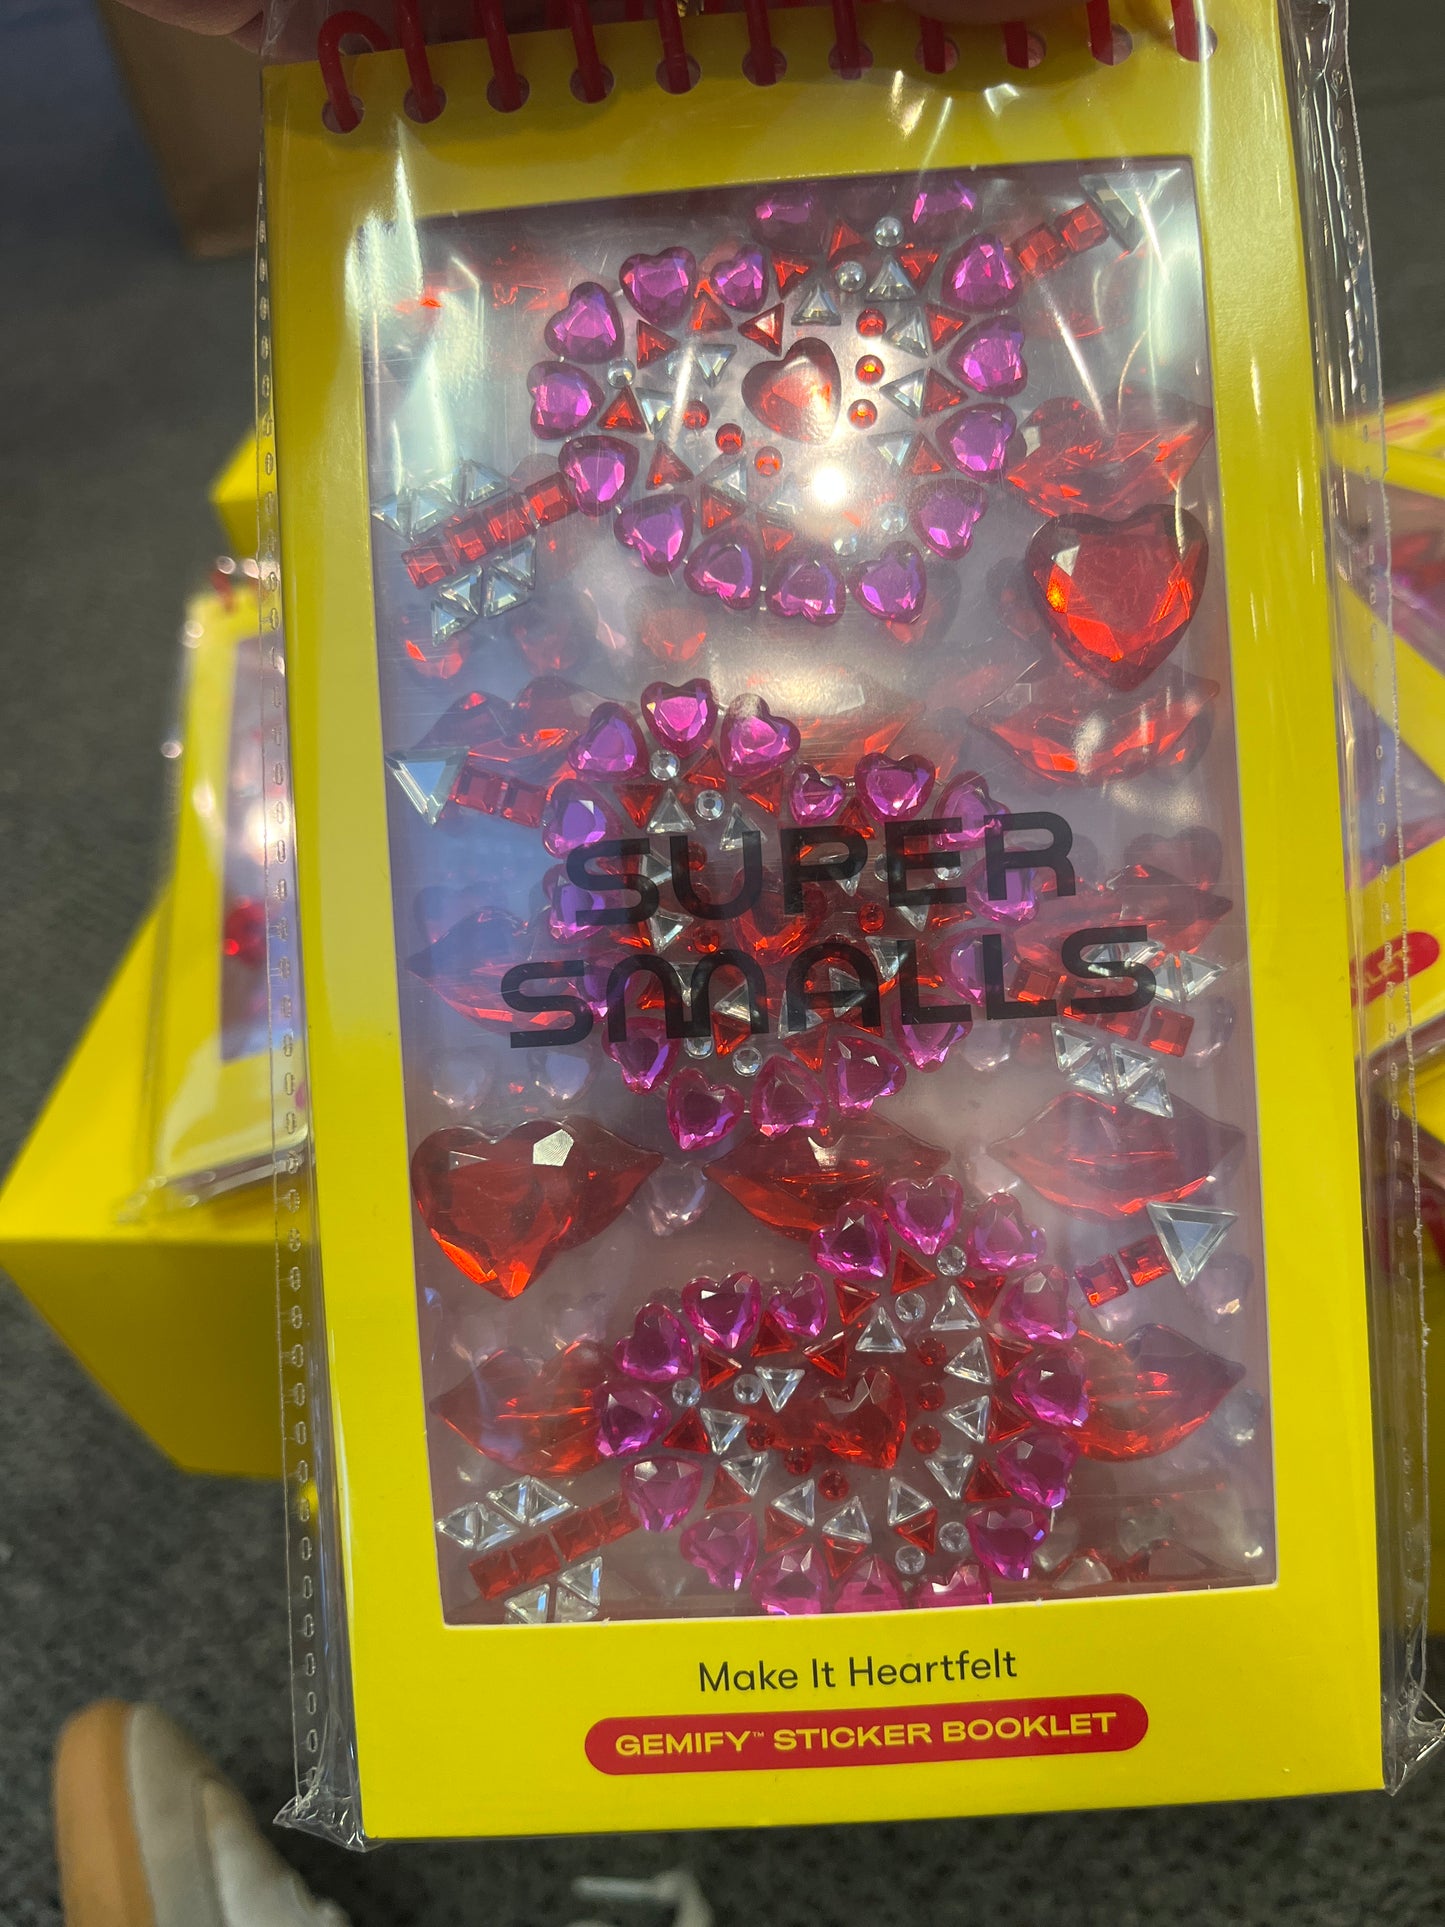 SUPER
SMALLS
Make It Heartfelt
GEMIFY™ STICKER BOOKLET